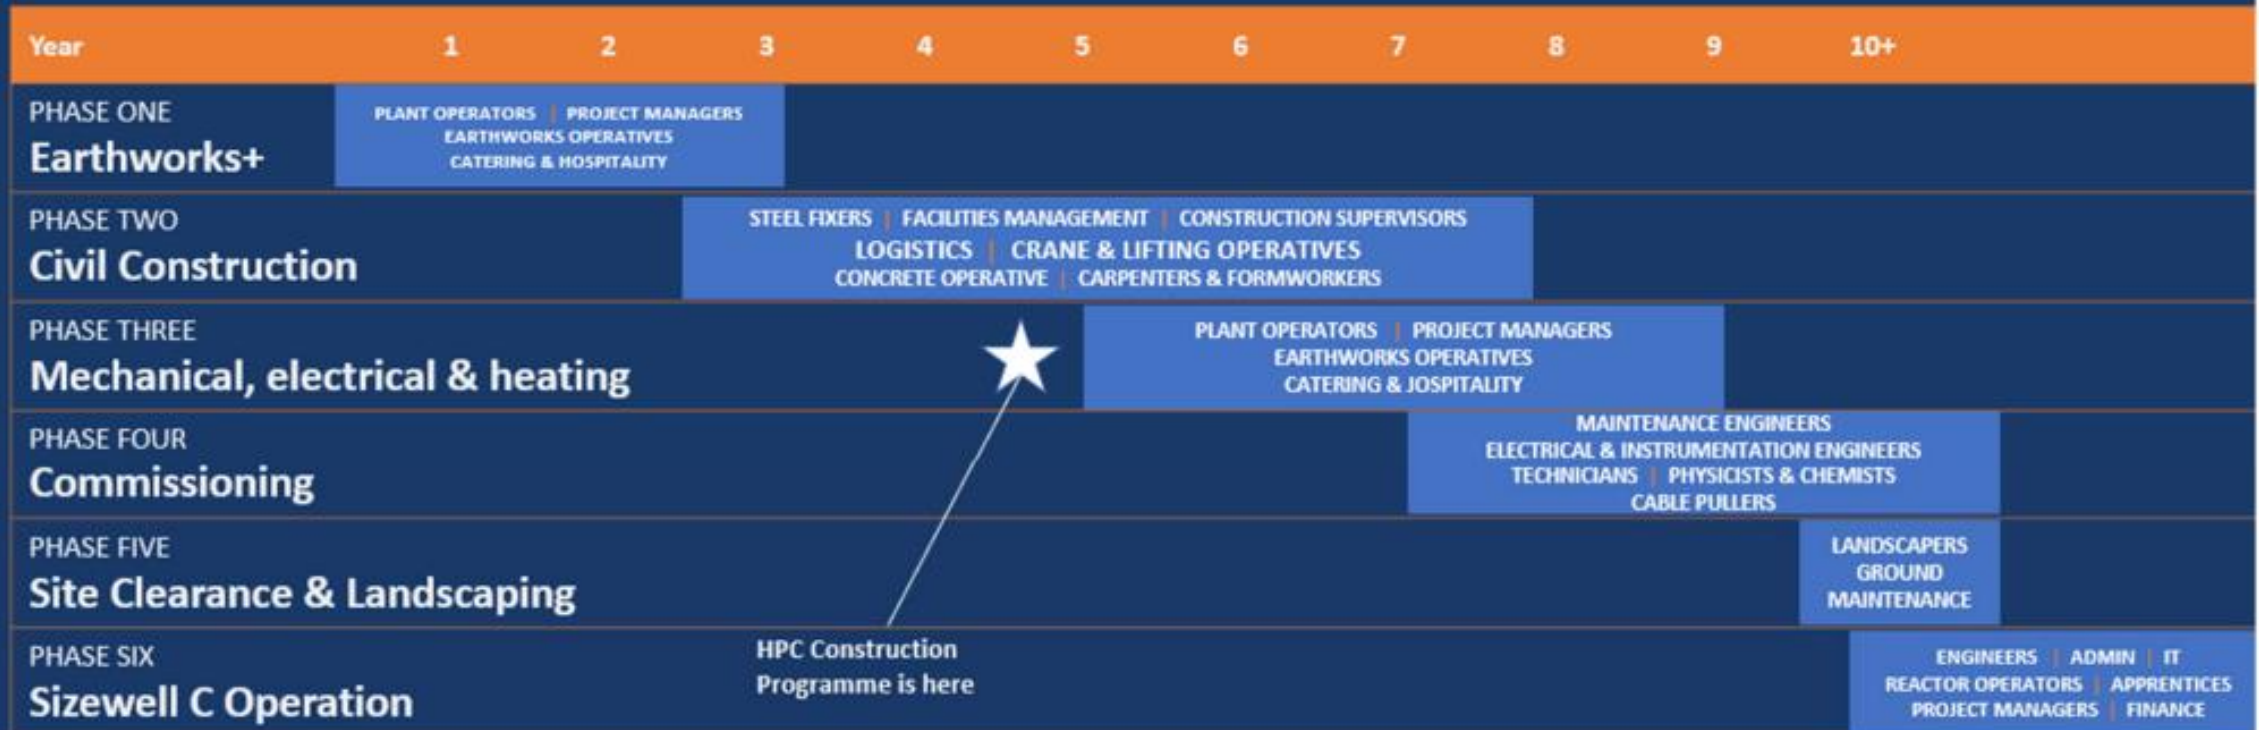 Year 1 2 3 4 5 6 7 8 9 10+
PHASE ONE
Earthworks+
PLANT OPERATORS | PROJECT MANAGERS
EARTHWORKS OPERATIVES
CATERING & HOSPITALITY
PHASE TWO
Civil Construction
STEEL FIXERS | FACILITIES MANAGEMENT | CONSTRUCTION SUPERVISORS
LOGISTICS | CRANE & LIFTING OPERATIVES
CONCRETE OPERATIVE | CARPENTERS & FORMWORKERS
PHASE THREE
Mechanical, electrical & heating
PLANT OPERATORS | PROJECT MANAGERS
EARTHWORKS OPERATIVES
CATERING & JOSPITALITY
PHASE FOUR
Commissioning
MAINTENANCE ENGINEERS
ELECTRICAL & INSTRUMENTATION ENGINEERS
TECHNICIANS | PHYSICISTS & CHEMISTS
CABLE PULLERS
PHASE FIVE
Site Clearance & Landscaping
LANDSCAPERS
GROUND
MAINTENANCE
PHASE SIX
Sizewell C Operation
HPC Construction
Programme is here
ENGINEERS | ADMIN | IT
REACTOR OPERATORS | APPRENTICES
PROJECT MANAGERS | FINANCE